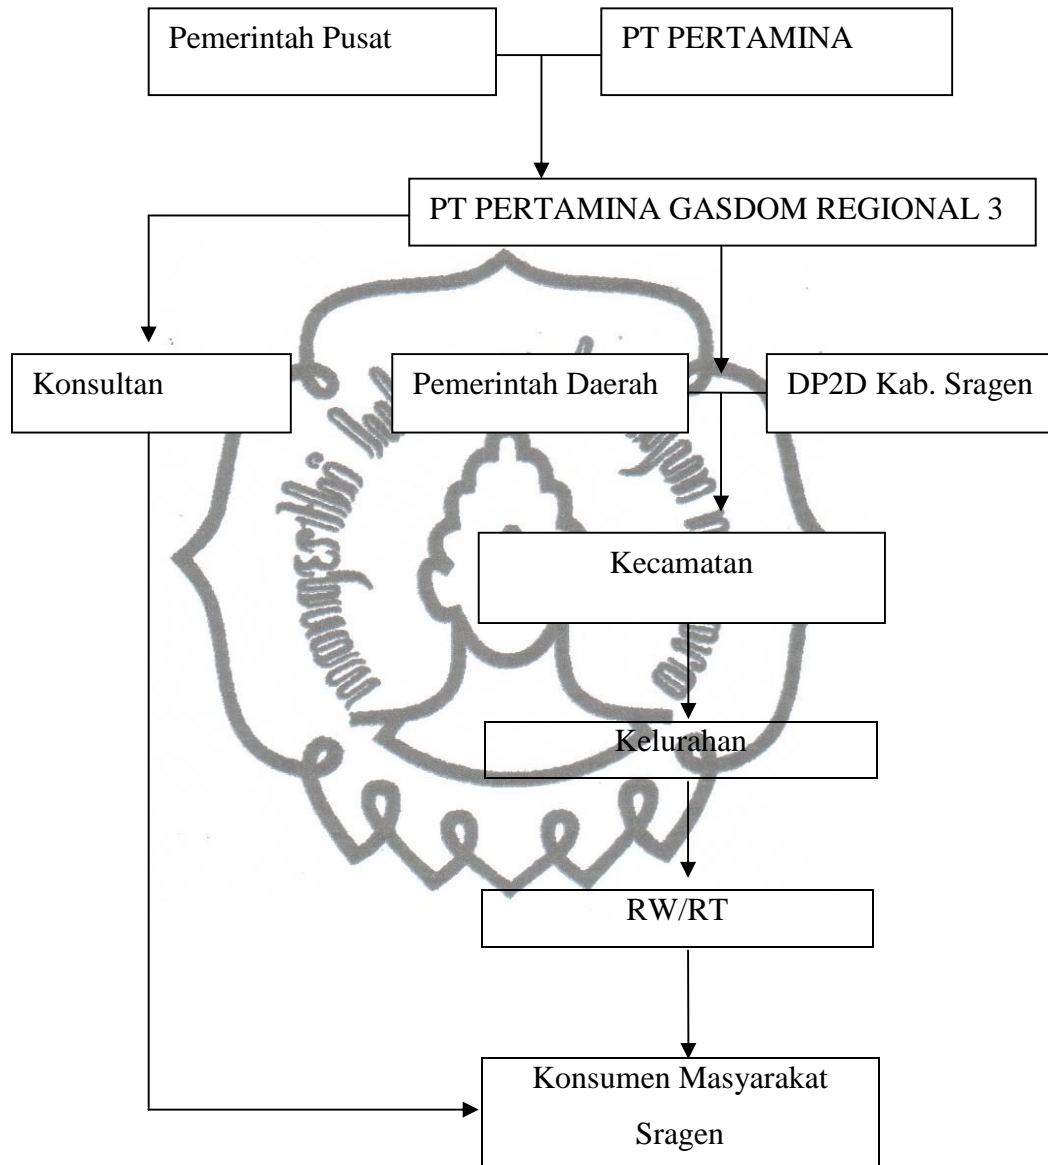 Pemerintah Pusat
PT PERTAMINA
PT PERTAMINA GASDOM REGIONAL 3
Konsultan
Pemerintah Daerah
DP2D Kab. Sragen
Kecamatan
Kelurahan
RW/RT
Konsumen Masyarakat
Sragen